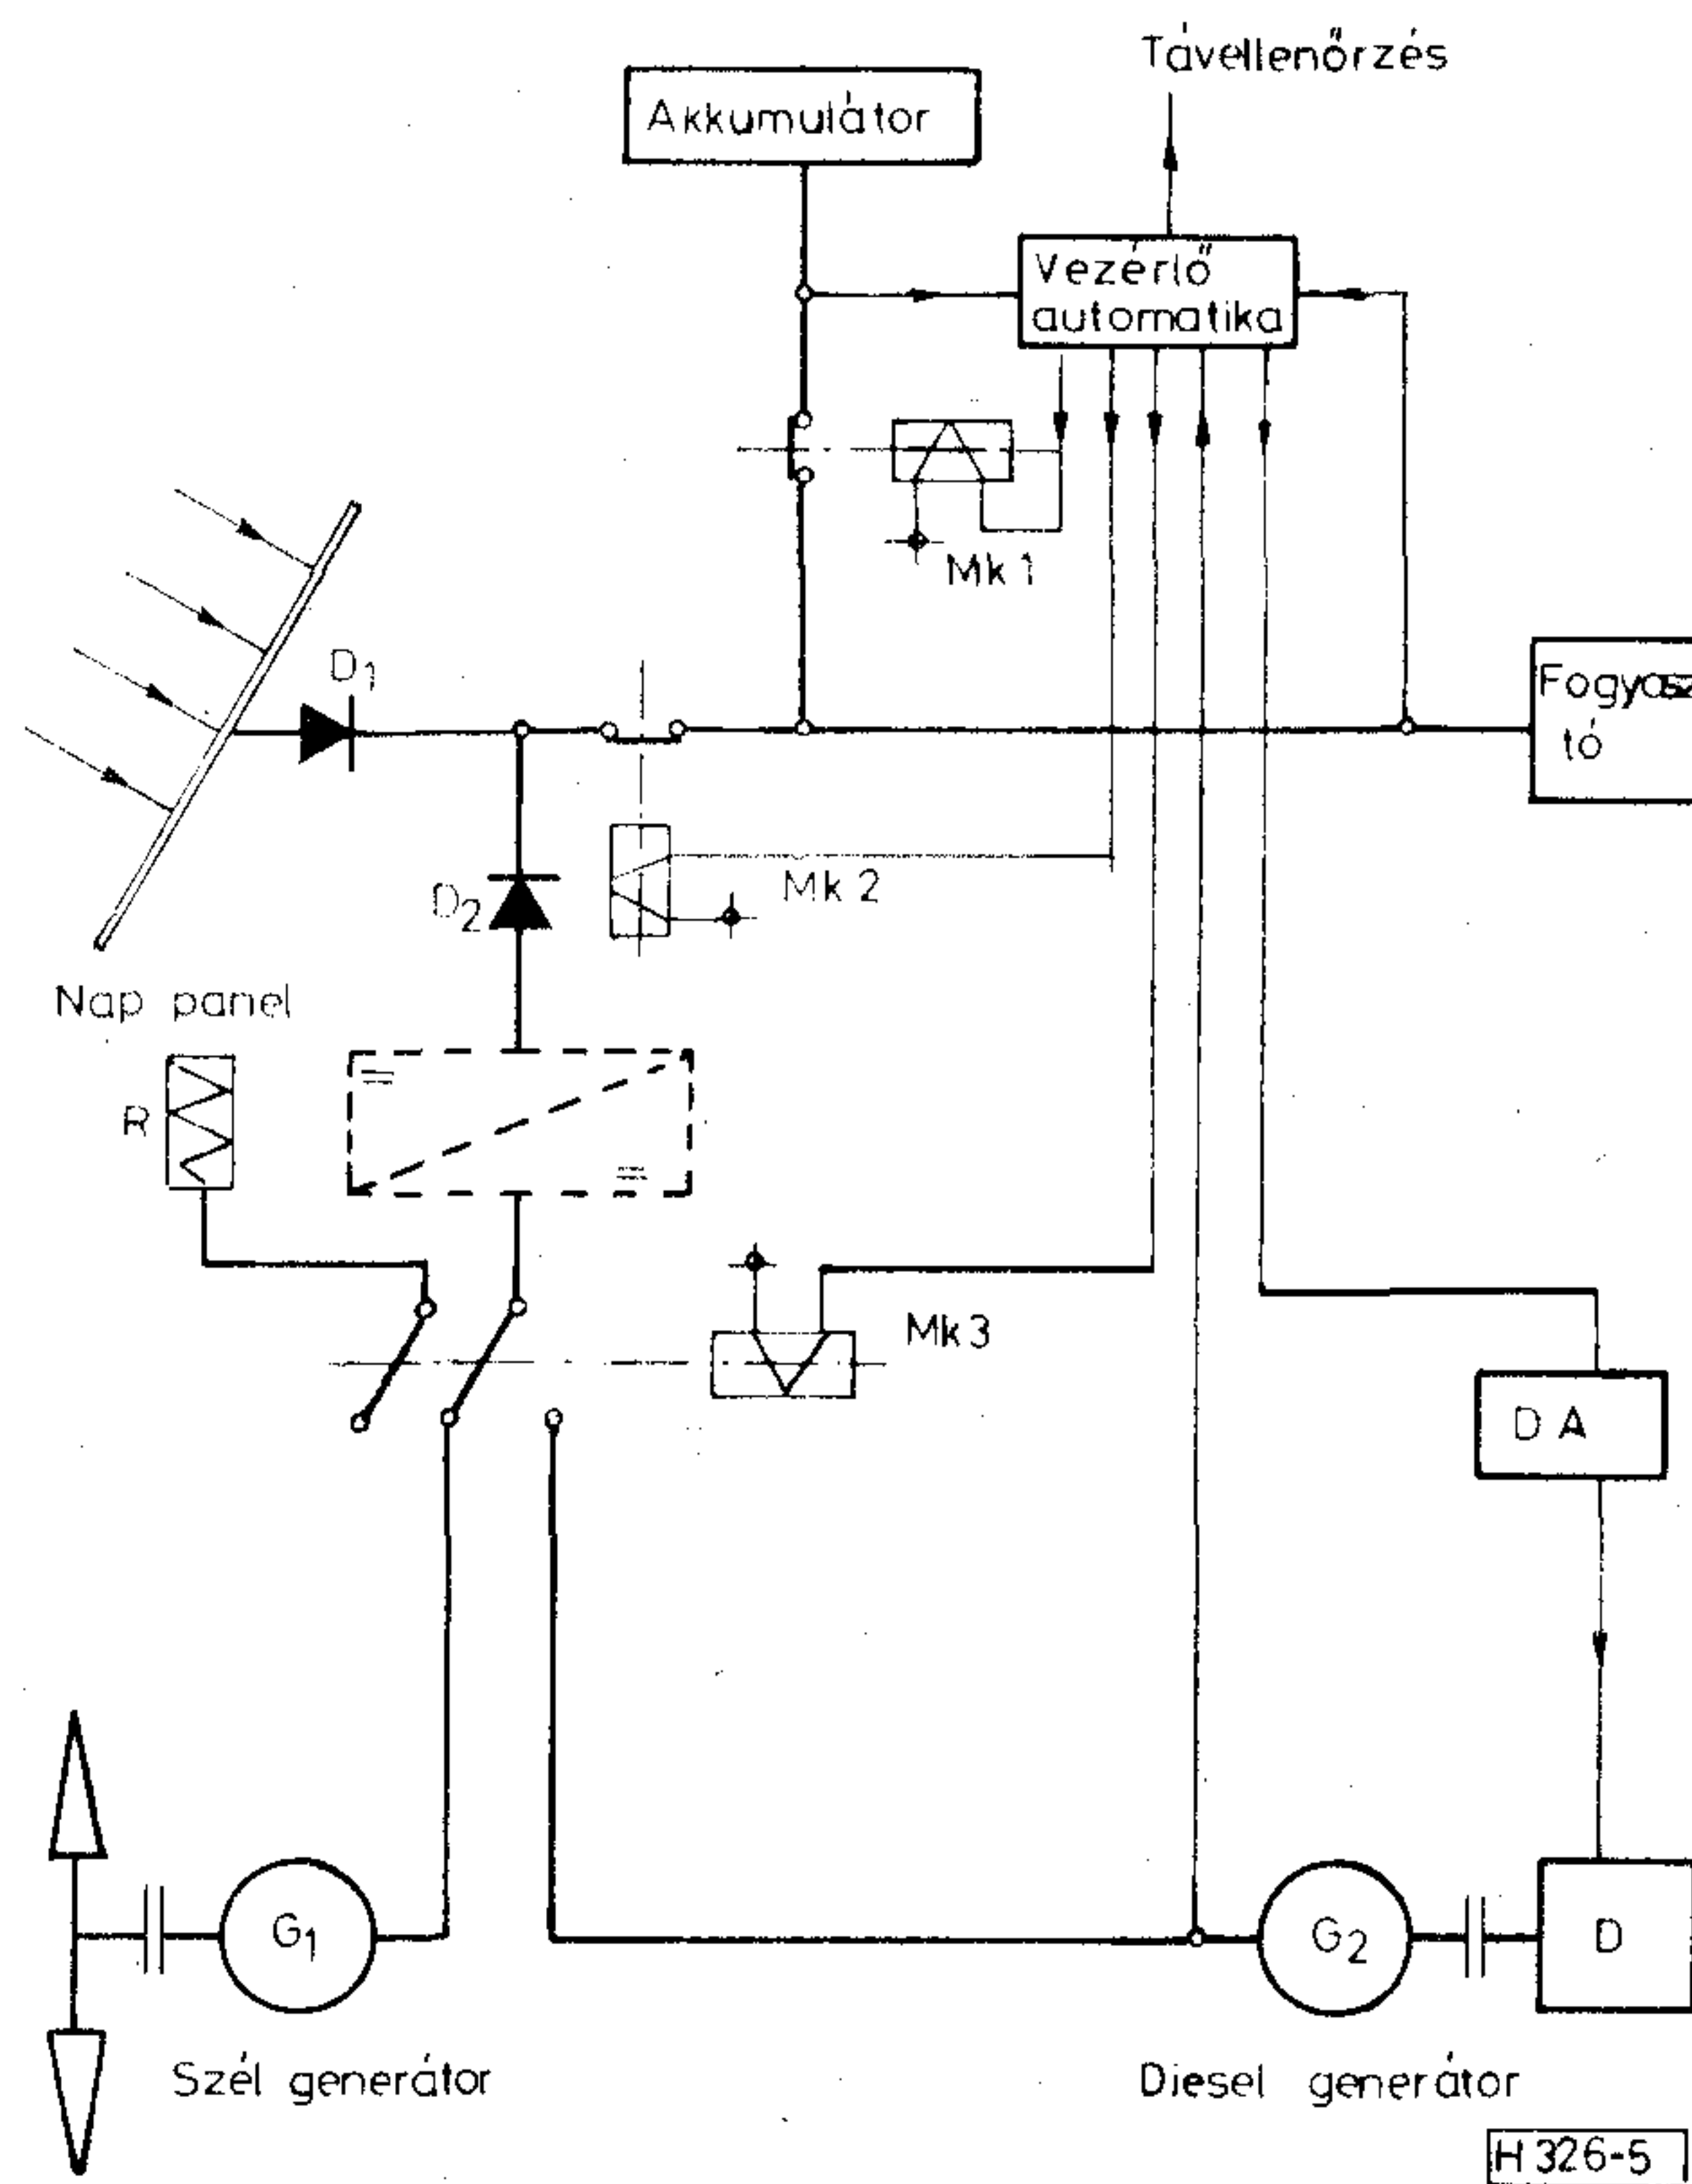 Távellenőrzés
Akkumulátor
Vezérlő
automatika
Mk 1
D1
Fogyasz
tó
D2
Mk 2
Nap panel
R
Mk 3
D A
G1
G2
D
Szél generátor
Diesel generátor
H 326-5